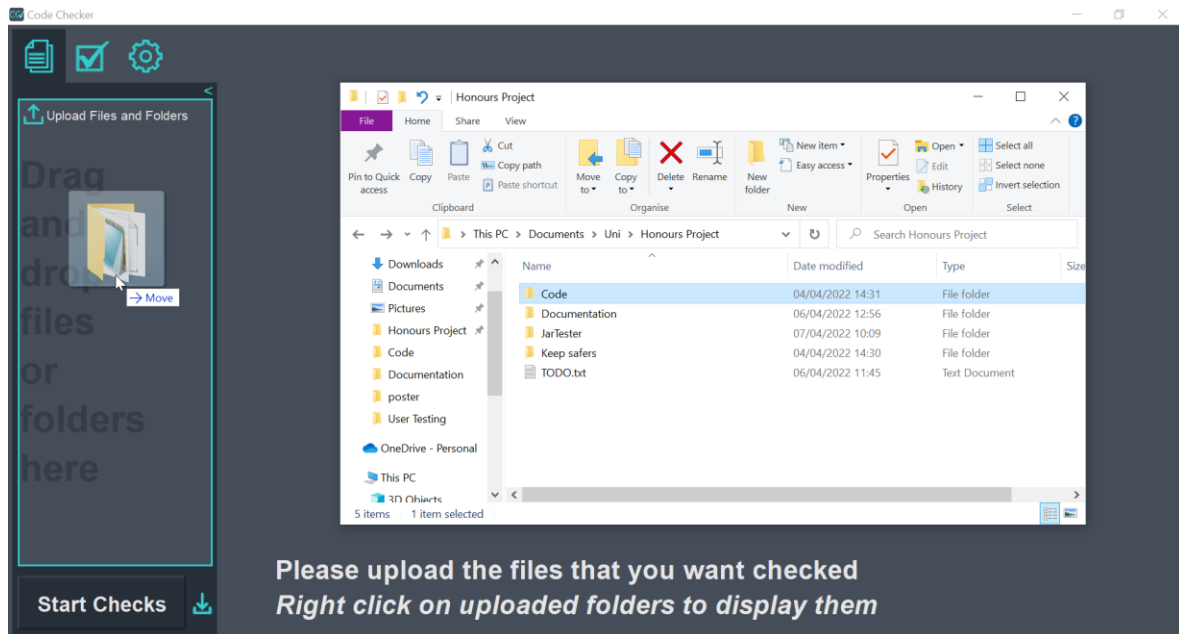 Code Checker
<
Upload Files and Folders
Drag
and
drop
files
or
folders
here
Move
Start Checks
Honours Project
File Home Share View
Pin to Quick access
Copy
Paste
Cut
Copy path
Paste shortcut
Clipboard
Move to
Copy to
Delete
Rename
Organise
New folder
New item
Easy access
New
Properties
Open
Edit
History
Open
Select all
Select none
Invert selection
Select
> This PC > Documents > Uni > Honours Project
Search Honours Project
Downloads
Documents
Pictures
Honours Project
Code
Documentation
poster
User Testing
OneDrive - Personal
This PC
3D Objects
Name Date modified Type Size
Code 04/04/2022 14:31 File folder
Documentation 06/04/2022 12:56 File folder
JarTester 07/04/2022 10:09 File folder
Keep safers 04/04/2022 14:30 File folder
TODO.txt 06/04/2022 11:45 Text Document
5 items 1 item selected
Please upload the files that you want checked
Right click on uploaded folders to display them